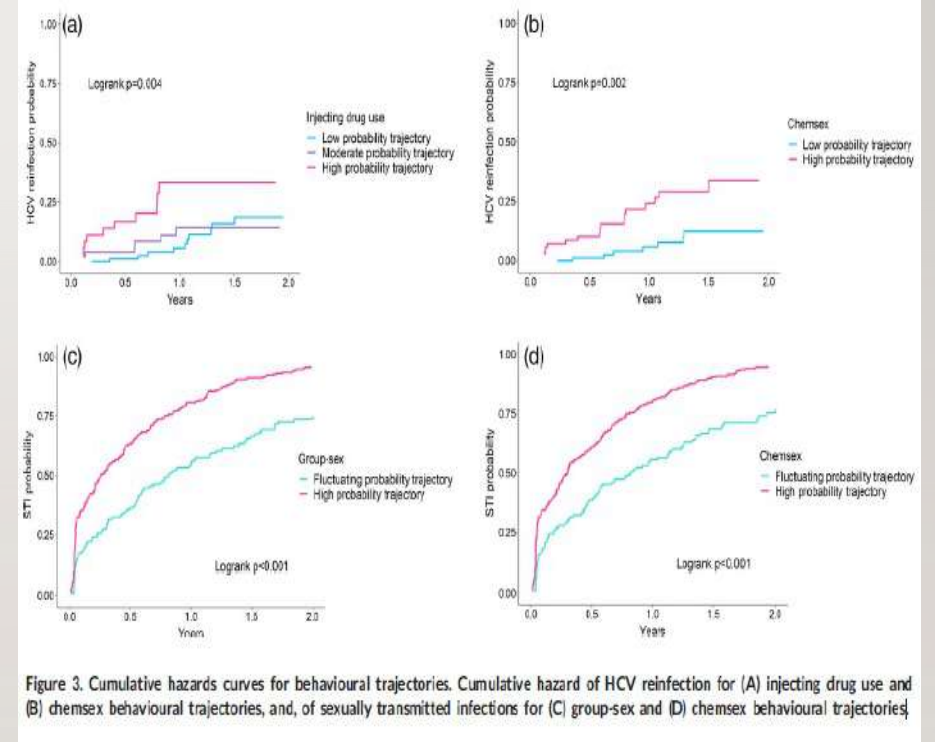 (a)
1.00
0.75
0.50
0.25
0.00
HCV reinfection probability
Logrank p=0.004
Injecting drug use
Low probability trajectory
Moderate probability trajectory
High probability trajectory
0.0 0.5 1.0 1.5 2.0
Years
(b)
1.00
0.75
0.50
0.25
0.00
HCV reinfection probability
Logrank p=0.002
Chemsex
Low probability trajectory
High probability trajectory
0.0 0.5 1.0 1.5 2.0
Years
(c)
1.00
0.75
0.50
0.25
0.00
STI probability
Group-sex
Fluctuating probability trajectory
High probability trajectory
Logrank p<0.001
0.0 0.5 1.0 1.5 2.0
Years
(d)
1.00
0.75
0.50
0.25
0.00
STI probability
Chemsex
Fluctuating probability trajectory
High probability trajectory
Logrank p<0.001
0.0 0.5 1.0 1.5 2.0
Years
Figure 3. Cumulative hazards curves for behavioural trajectories. Cumulative hazard of HCV reinfection for (A) injecting drug use and
(B) chemsex behavioural trajectories, and, of sexually transmitted infections for (C) group-sex and (D) chemsex behavioural trajectories.